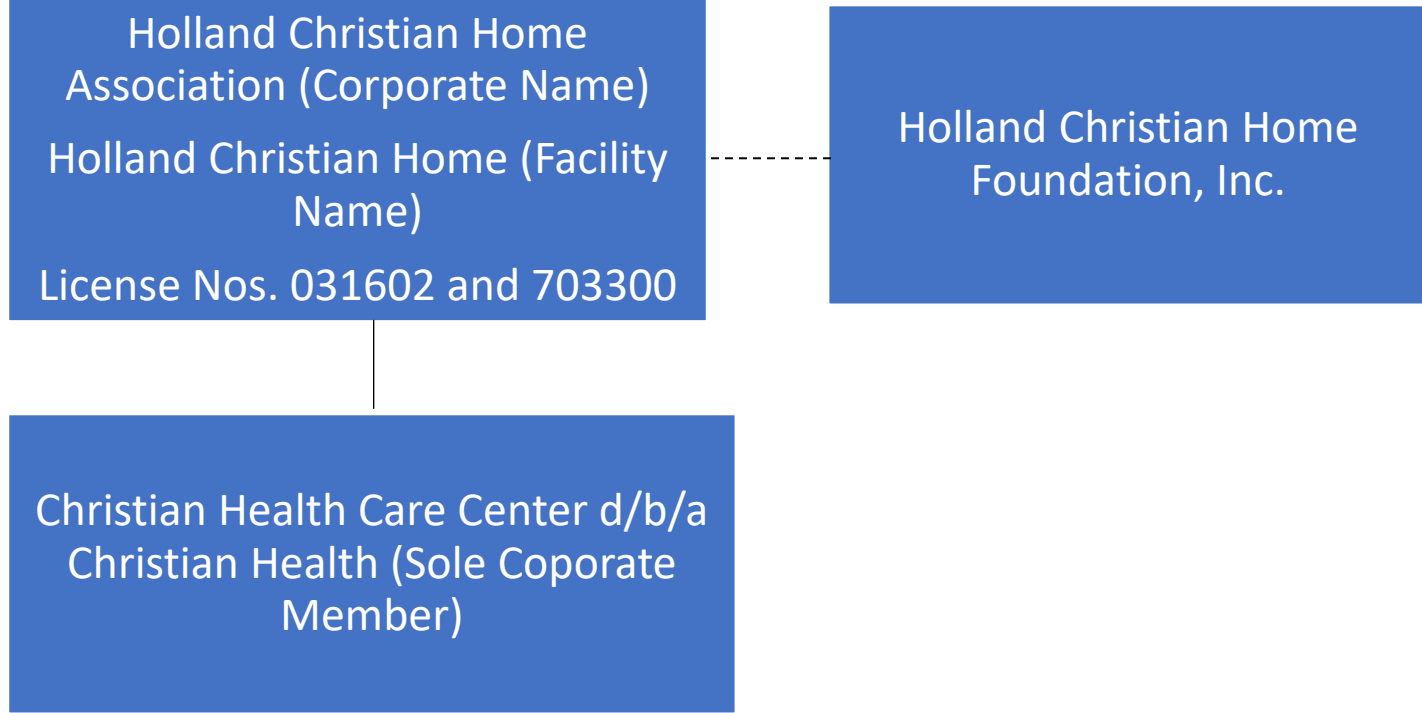 Holland Christian Home
Association (Corporate Name)
Holland Christian Home (Facility
Name)
License Nos. 031602 and 703300
Holland Christian Home
Foundation, Inc.
Christian Health Care Center d/b/a
Christian Health (Sole Coporate
Member)